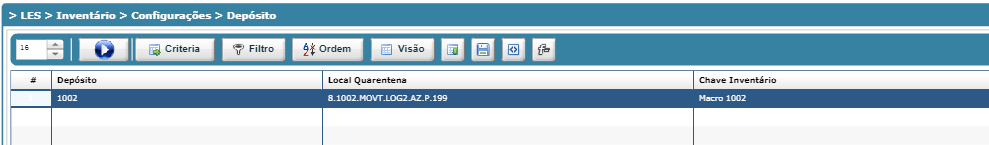 > LES > Inventário > Configurações > Depósito
16 Criteria Filtro Ordem Visão
# Depósito Local Quarentena Chave Inventário
1002 8.1002.MOVT.LOG2.AZ.P.199 Macro 1002